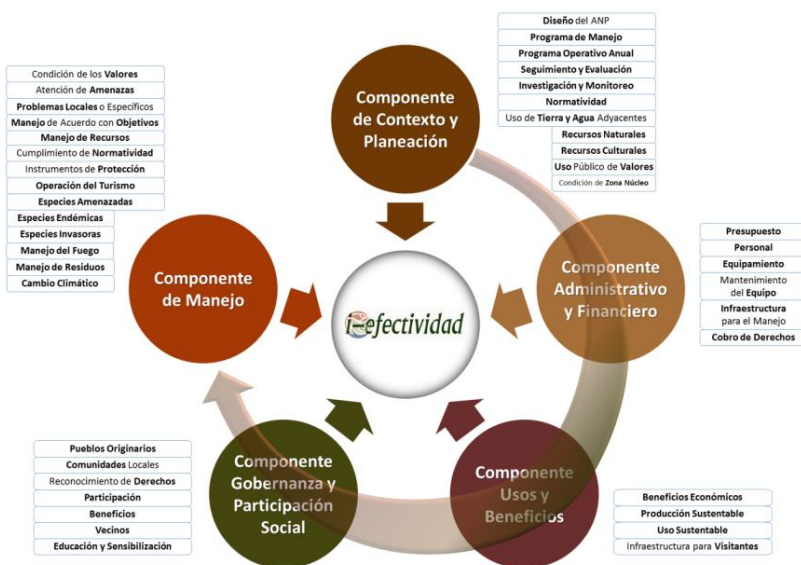 Componente
de Contexto y
Planeación
Diseño del ANP
Programa de Manejo
Programa Operativo Anual
Seguimiento y Evaluación
Investigación y Monitoreo
Normatividad
Uso de Tierra y Agua Adyacentes
Recursos Naturales
Recursos Culturales
Uso Público de Valores
Condición de Zona Núcleo
Componente
Administrativo
y Financiero
Presupuesto
Personal
Equipamiento
Mantenimiento
del Equipo
Infraestructura
para el Manejo
Cobro de Derechos
Componente
Usos y
Beneficios
Beneficios Económicos
Producción Sustentable
Uso Sustentable
Infraestructura para Visitantes
Componente
Gobernanza y
Participación
Social
Pueblos Originarios
Comunidades Locales
Reconocimiento de Derechos
Participación
Beneficios
Vecinos
Educación y Sensibilización
Componente
de Manejo
Condición de los Valores
Atención de Amenazas
Problemas Locales o Específicos
Manejo de Acuerdo con Objetivos
Manejo de Recursos
Cumplimiento de Normatividad
Instrumentos de Protección
Operación del Turismo
Especies Amenazadas
Especies Endémicas
Especies Invasoras
Manejo del Fuego
Manejo de Residuos
Cambio Climático
i-efectividad